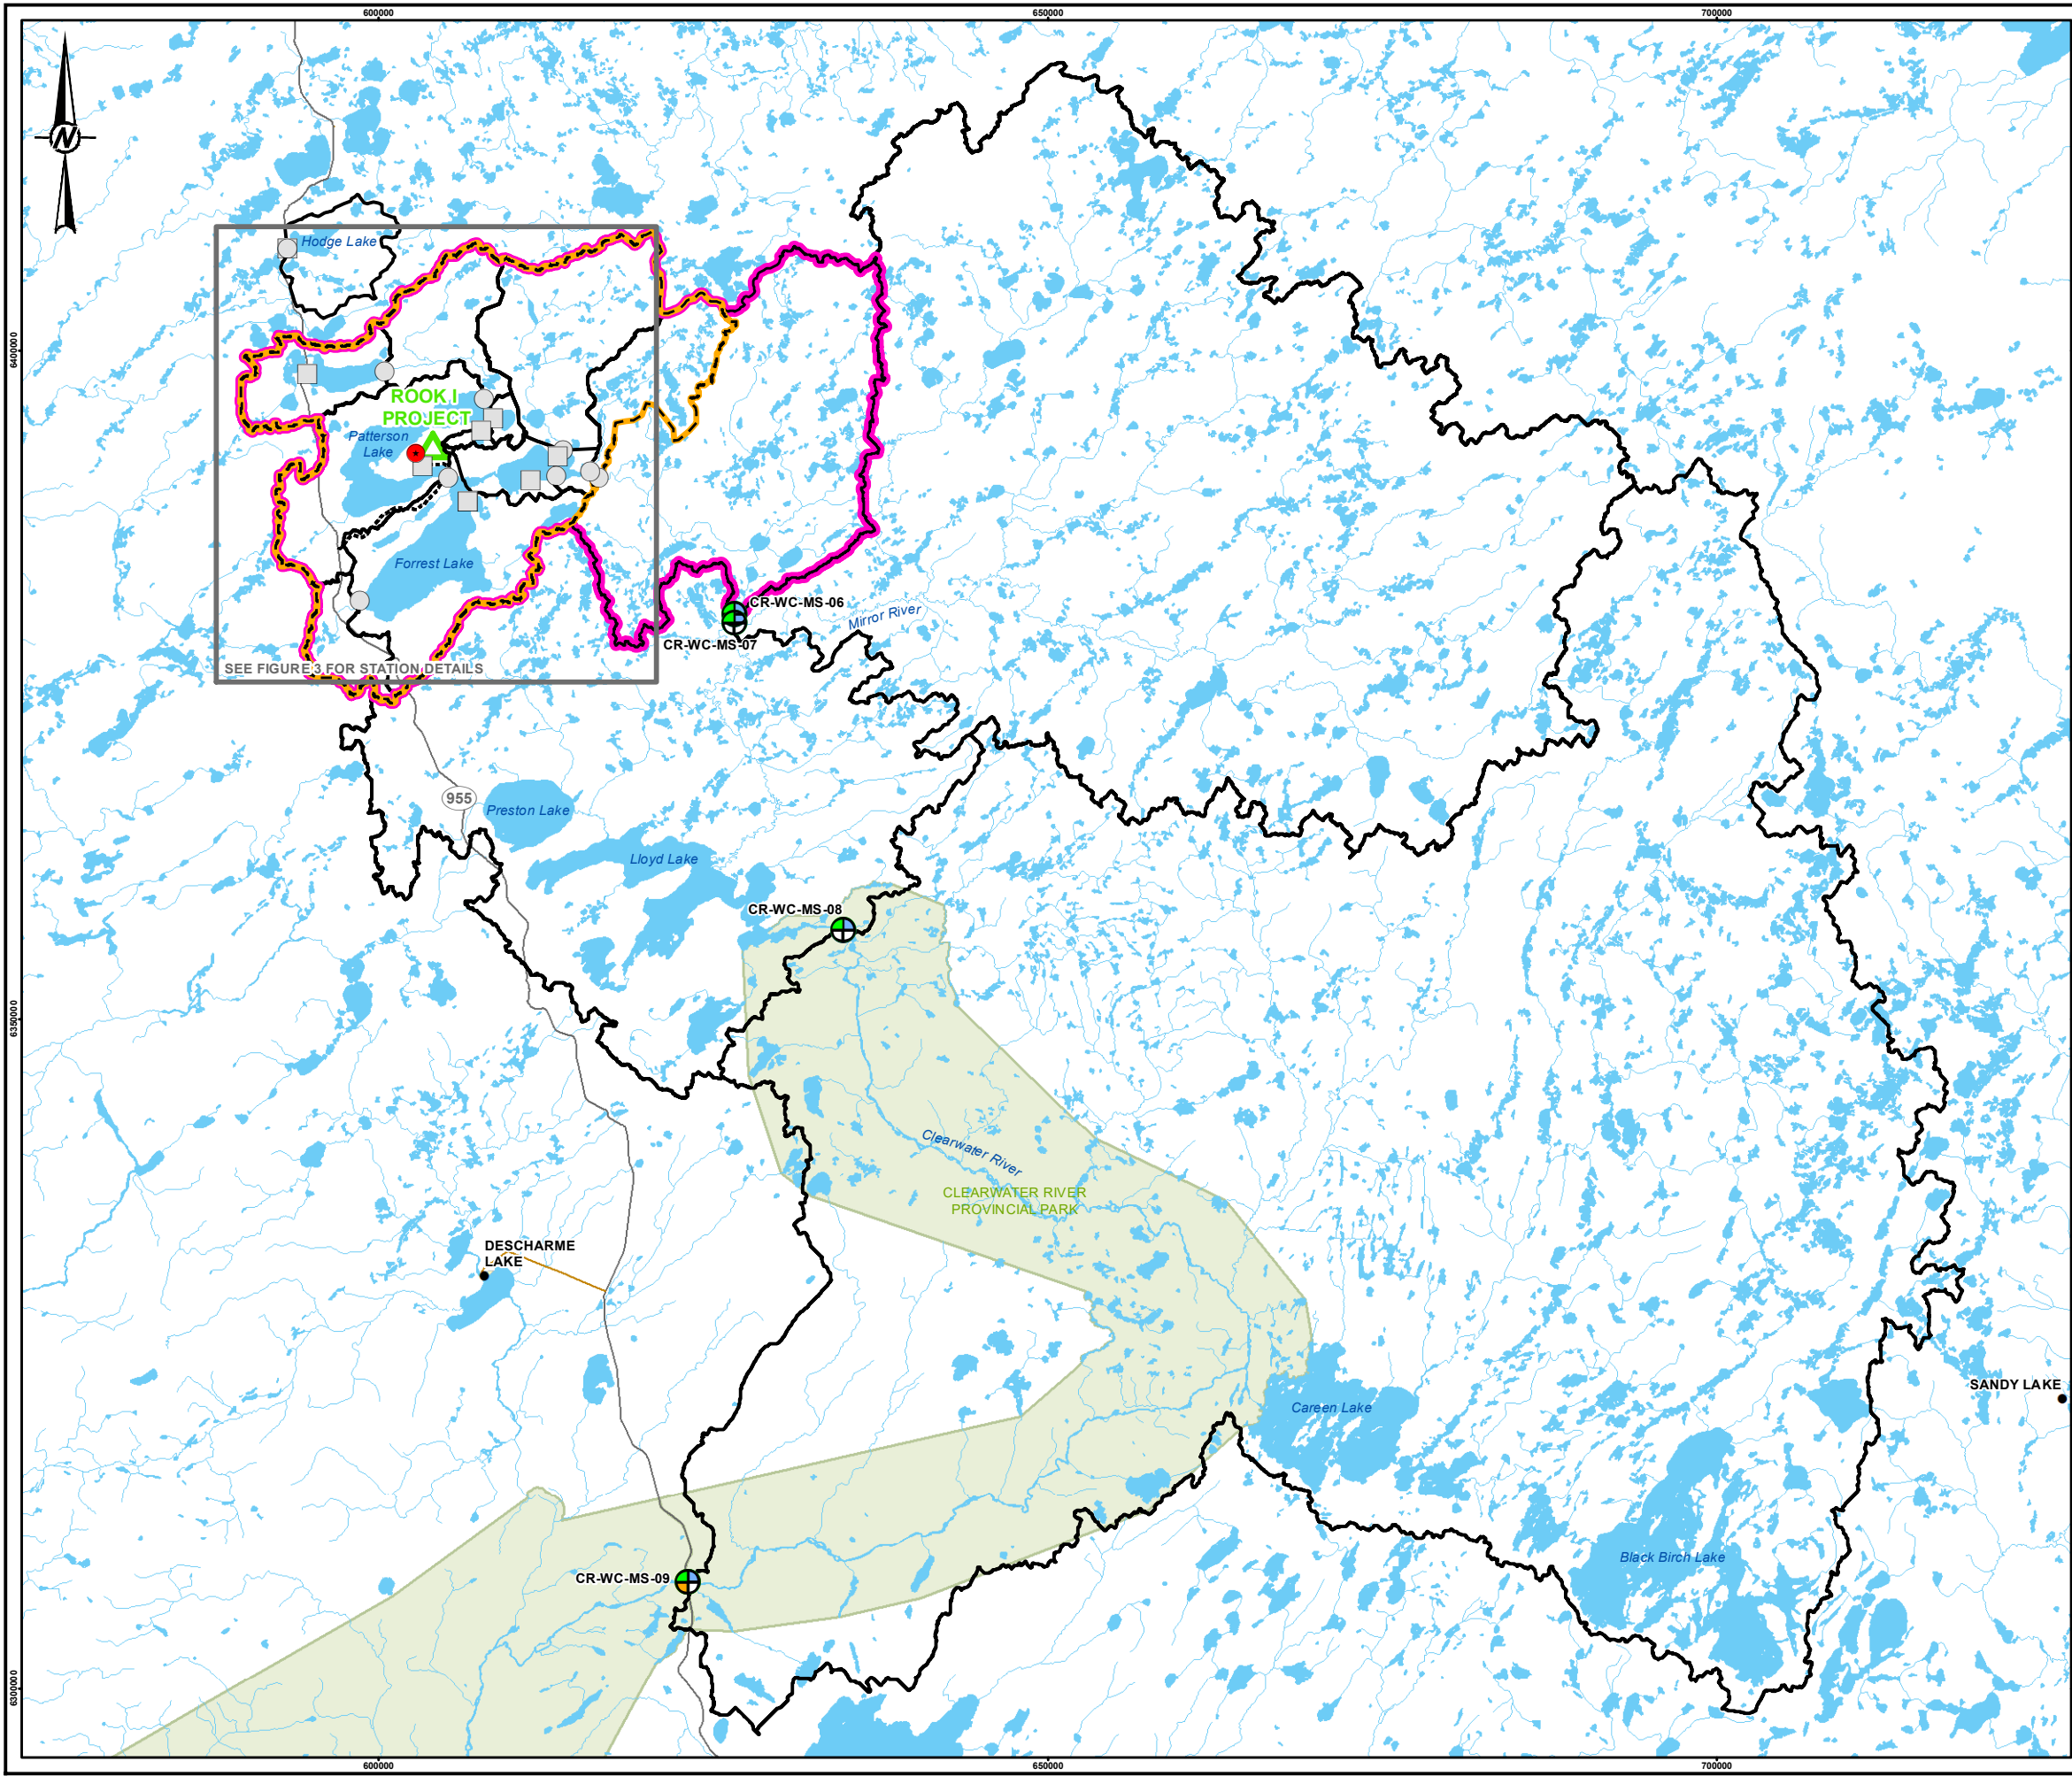 600000
650000
700000
N
Hodge Lake
6400000
ROOK I
PROJECT
Patterson
Lake
Forrest Lake
CR-WC-MS-06
Mirror River
CR-WC-MS-07
SEE FIGURE 3 FOR STATION DETAILS
955
Preston Lake
Lloyd Lake
CR-WC-MS-08
6350000
Clearwater River
CLEARWATER RIVER
PROVINCIAL PARK
DESCHARME
LAKE
SANDY LAKE
Careen Lake
Black Birch Lake
CR-WC-MS-09
6300000
600000
650000
700000